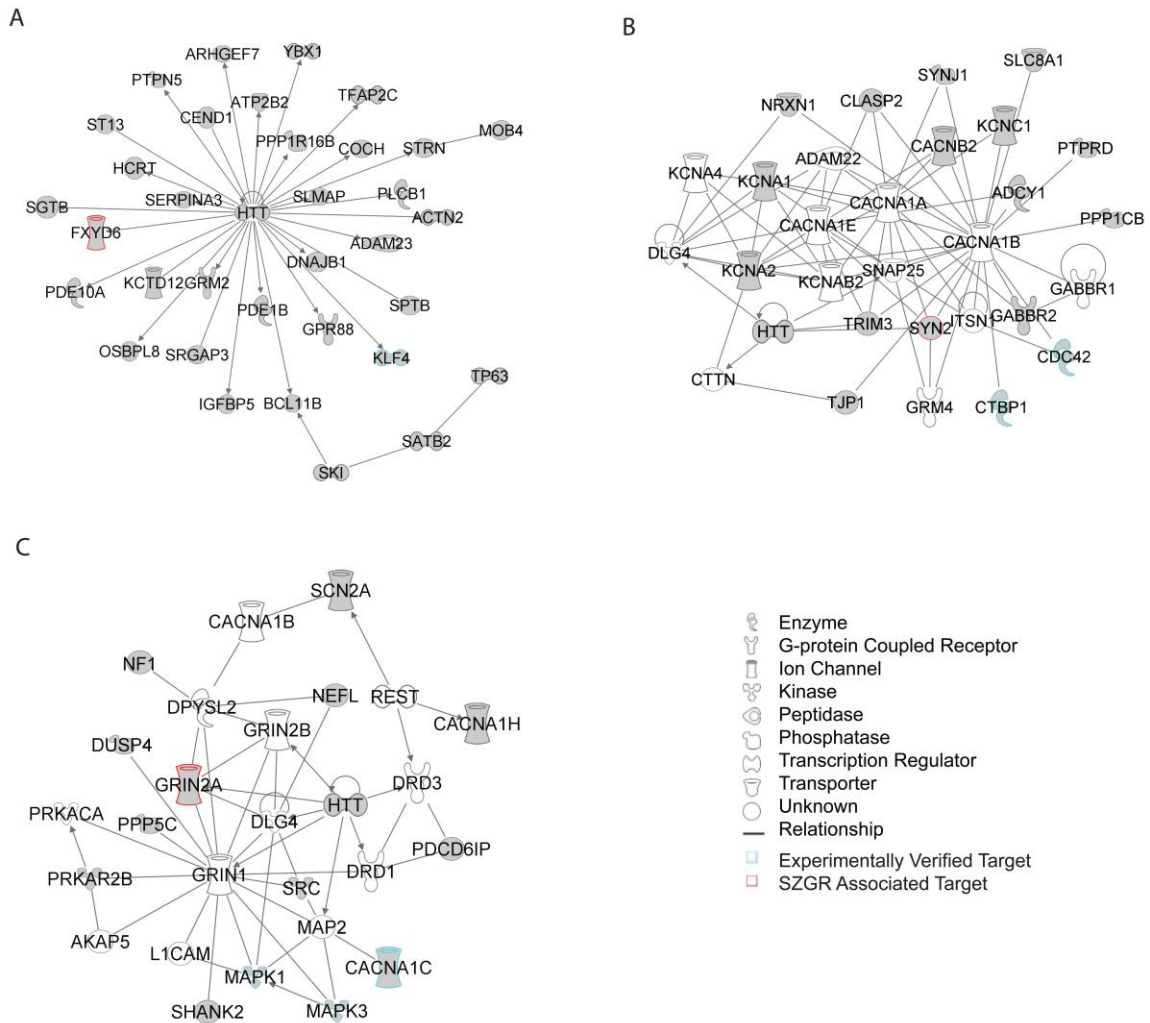 A
ARHGEF7
YBX1
PTPN5
ATP2B2
TFAP2C
CEND1
ST13
PPP1R16B
MOB4
COCH
STRN
HCRT
SERPINA3
SLMAP
PLCB1
SGTB
HTT
ACTN2
FXYD6
ADAM23
DNAJB1
KCTD12
GRM2
PDE10A
PDE1B
SPTB
GPR88
OSBPL8
SRGAP3
KLF4
TP63
IGFBP5
BCL11B
SATB2
SKI
B
SLC8A1
SYNJ1
NRXN1
CLASP2
KCNC1
CACNB2
PTPRD
ADAM22
KCNA4
KCNA1
ADCY1
CACNA1A
PPP1CB
CACNA1E
CACNA1B
DLG4
KCNA2
SNAP25
KCNAB2
GABBR1
HTT
TRIM3
SYN2
ITSN1
GABBR2
CDC42
CTTN
TJP1
GRM4
CTBP1
C
SCN2A
CACNA1B
NF1
DPYSL2
NEFL
REST
GRIN2B
CACNA1H
DUSP4
GRIN2A
DRD3
HTT
PRKACA
PPP5C
DLG4
PDCD6IP
PRKAR2B
GRIN1
DRD1
SRC
MAP2
AKAP5
L1CAM
CACNA1C
MAPK1
SHANK2
MAPK3
Enzyme
G-protein Coupled Receptor
Ion Channel
Kinase
Peptidase
Phosphatase
Transcription Regulator
Transporter
Unknown
Relationship
Experimentally Verified Target
SZGR Associated Target